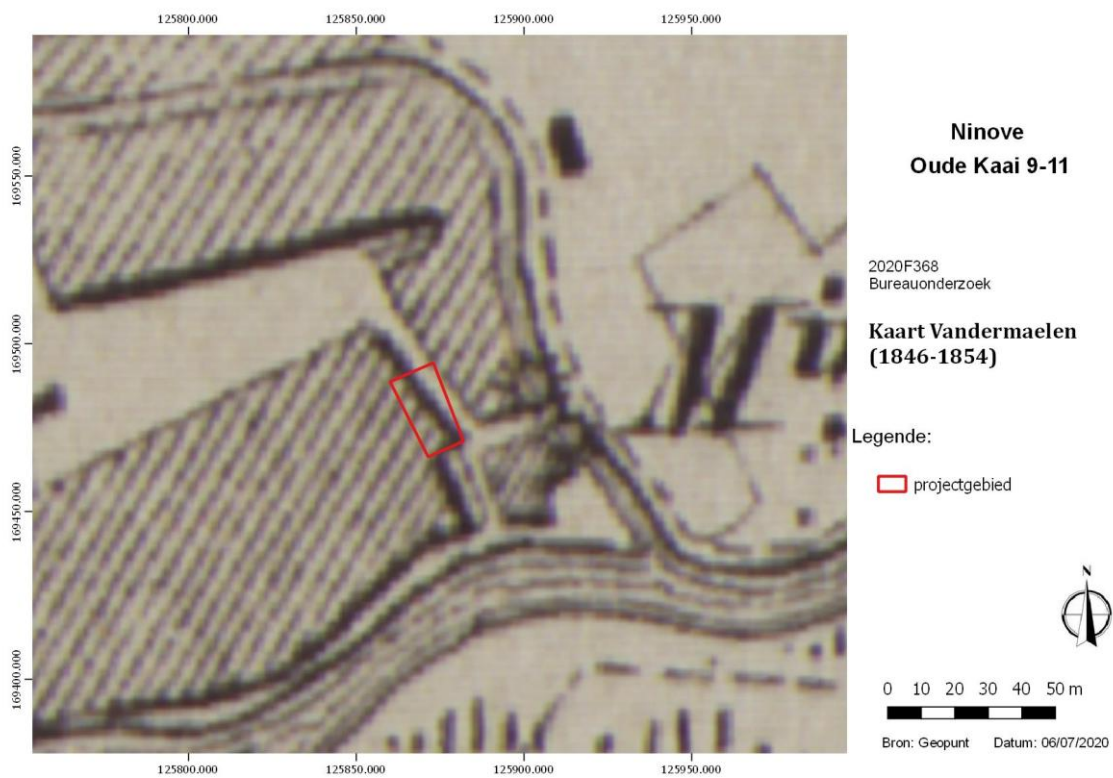 125800.000
125850.000
125900.000
125950.000
169550.000
169500.000
169450.000
169400.000
Ninove
Oude Kaai 9-11
2020F368
Bureauonderzoek
Kaart Vandermaelen
(1846-1854)
Legende:
projectgebied
N
0 10 20 30 40 50 m
Bron: Geopunt Datum: 06/07/2020
125800.000
125850.000
125900.000
125950.000